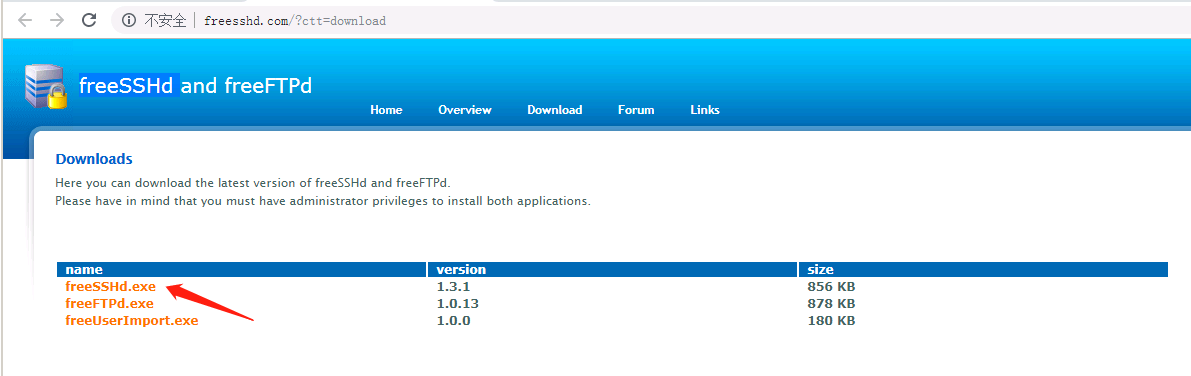 不安全 freesshd.com/?ctt=download
freeSSHd and freeFTPd
Home Overview Download Forum Links
Downloads
Here you can download the latest version of freeSSHd and freeFTPd.
Please have in mind that you must have administrator privileges to install both applications.
name version size
freeSSHd.exe 1.3.1 856 KB
freeFTPd.exe 1.0.13 878 KB
freeUserImport.exe 1.0.0 180 KB